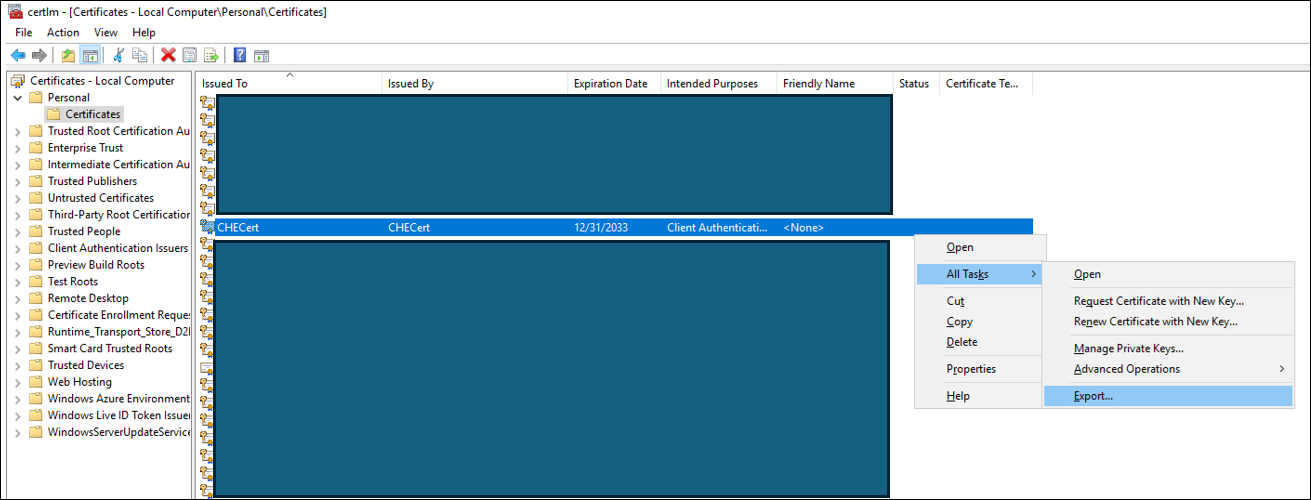 certlm - [Certificates - Local Computer\Personal\Certificates]
File Action View Help
Certificates - Local Computer
Personal
Certificates
Trusted Root Certification Au
Enterprise Trust
Intermediate Certification Au
Trusted Publishers
Untrusted Certificates
Third-Party Root Certification
Trusted People
Client Authentication Issuers
Preview Build Roots
Test Roots
Remote Desktop
Certificate Enrollment Reque
Runtime_Transport_Store_D2I
Smart Card Trusted Roots
Trusted Devices
Web Hosting
Windows Azure Environment
Windows Live ID Token Issuer
WindowsServerUpdateService
Issued To Issued By Expiration Date Intended Purposes Friendly Name Status Certificate Te...
CHECert CHECert 12/31/2033 Client Authenticati... <None>
Open
All Tasks
Cut
Copy
Delete
Properties
Help
Open
Request Certificate with New Key...
Renew Certificate with New Key...
Manage Private Keys...
Advanced Operations
Export...